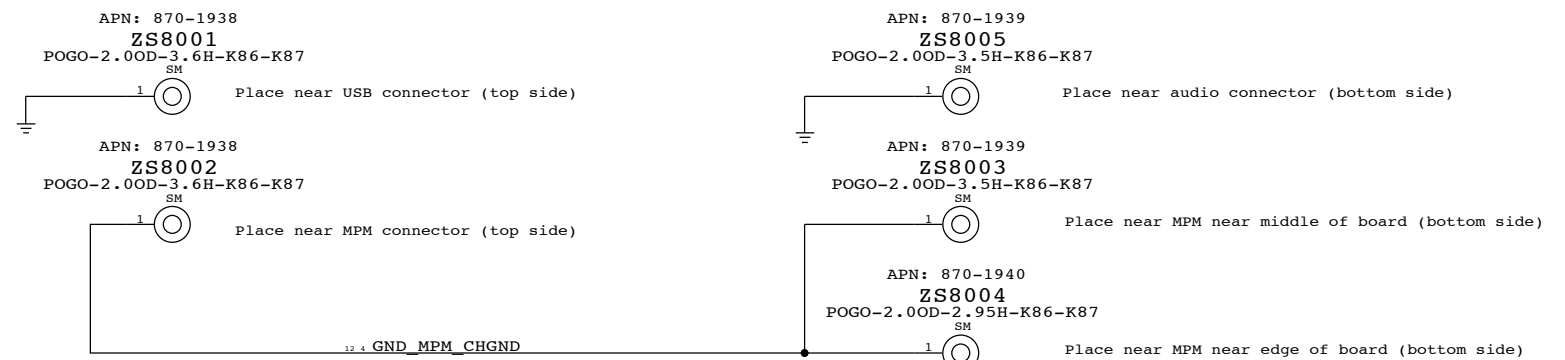 APN: 870-1938
ZS8001
POGO-2.0OD-3.6H-K86-K87
SM
1
Place near USB connector (top side)
APN: 870-1938
ZS8002
POGO-2.0OD-3.6H-K86-K87
SM
1
Place near MPM connector (top side)
12 4 GND_MPM_CHGND
APN: 870-1939
ZS8005
POGO-2.0OD-3.5H-K86-K87
SM
1
Place near audio connector (bottom side)
APN: 870-1939
ZS8003
POGO-2.0OD-3.5H-K86-K87
SM
1
Place near MPM near middle of board (bottom side)
APN: 870-1940
ZS8004
POGO-2.0OD-2.95H-K86-K87
SM
1
Place near MPM near edge of board (bottom side)